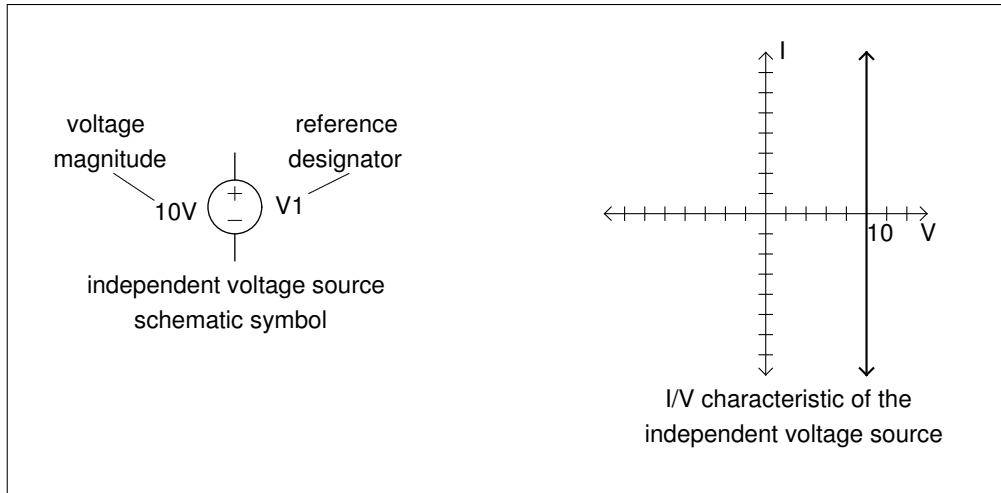 voltage
magnitude
reference
designator
10V
V1
+
−
independent voltage source
schematic symbol
I
10
V
I/V characteristic of the
independent voltage source